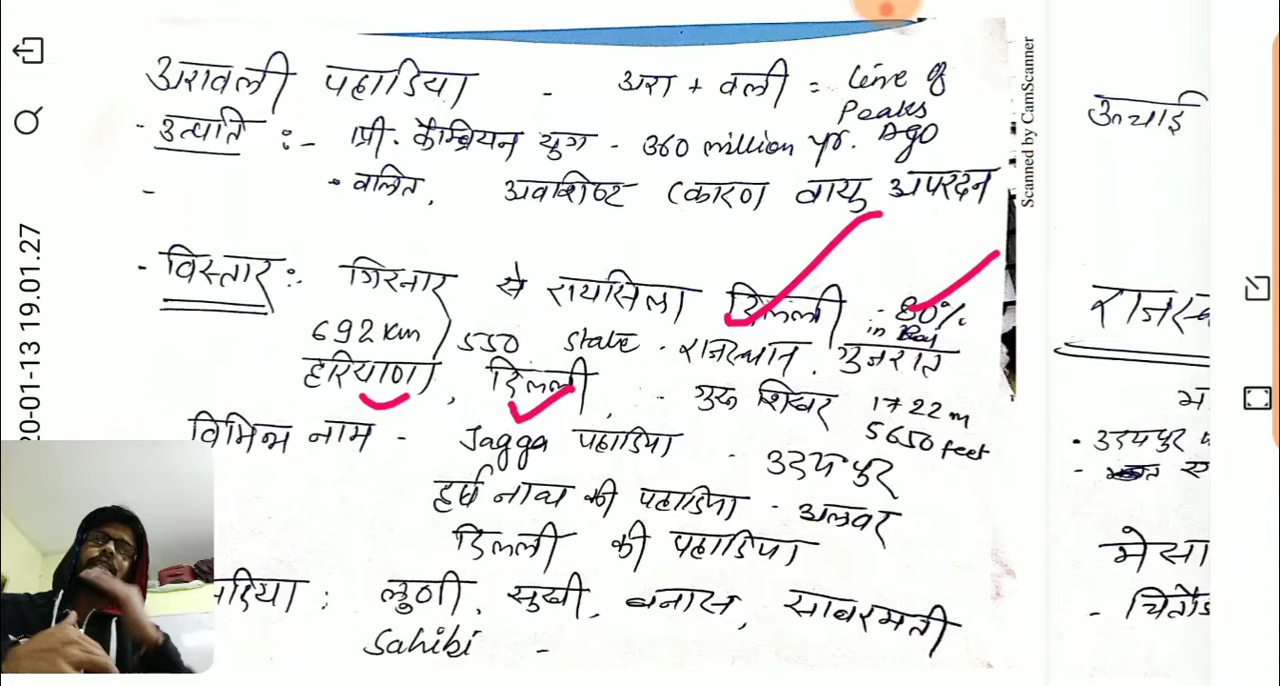 अरावली पहाडिया - अरा + वली = Line of Peaks
- उत्पति :- प्री. कैम्ब्रियन युग - 360 million yr. Ago
- • वलित, अवशिष्ट (कारण वायु अपरदन
- विस्तार :- गिरनार से रायसिला दिल्ली - 80% in Raj
692 km / 550 State - राजस्थान, गुजरात
हरियाणा, दिल्ली, - गुरु शिखर 1722 m
5650 feet
विभिन्न नाम - Jagga पहाडिया - उदयपुर
हर्ष नाथ की पहाडिया - अलवर
दिल्ली की पहाडिया
नदिया : लुणी, सुखी, बनास, साबरमती
Sahibi -
Scanned by CamScanner
20-01-13 19.01.27
ऊचाई
राजस्
• उदयपुर
भेसा
- चितौड